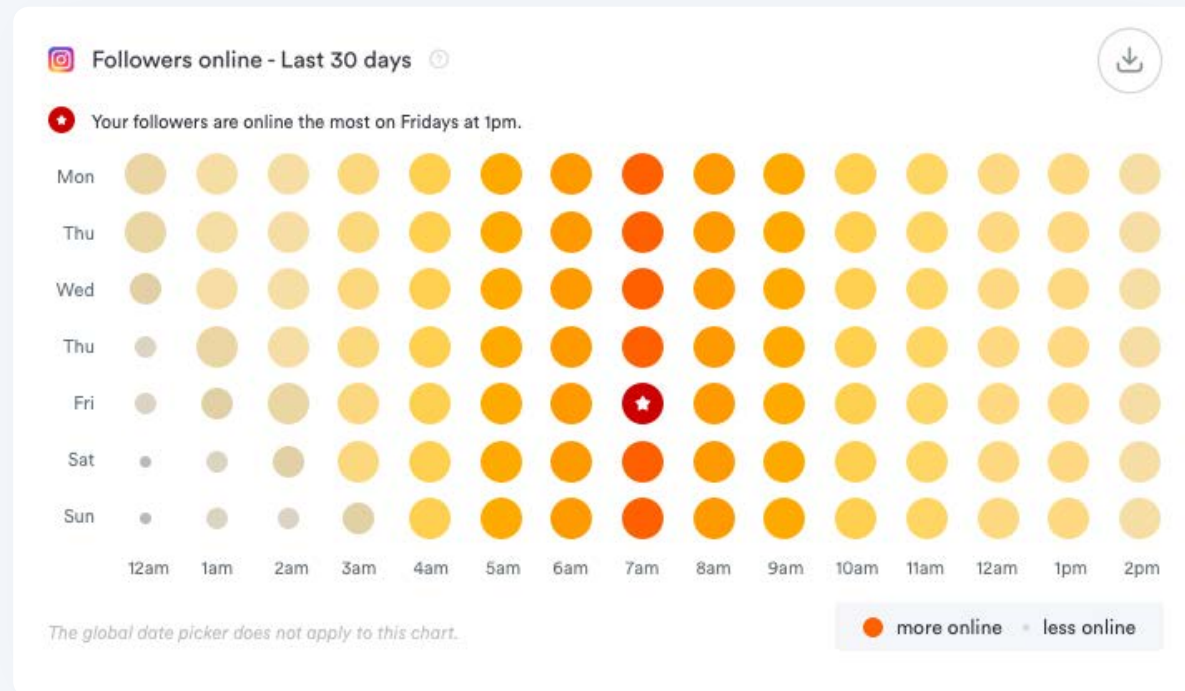 Followers online - Last 30 days ?
Your followers are online the most on Fridays at 1pm.
Mon
Thu
Wed
Thu
Fri
Sat
Sun
12am 1am 2am 3am 4am 5am 6am 7am 8am 9am 10am 11am 12am 1pm 2pm
The global date picker does not apply to this chart.
more online less online